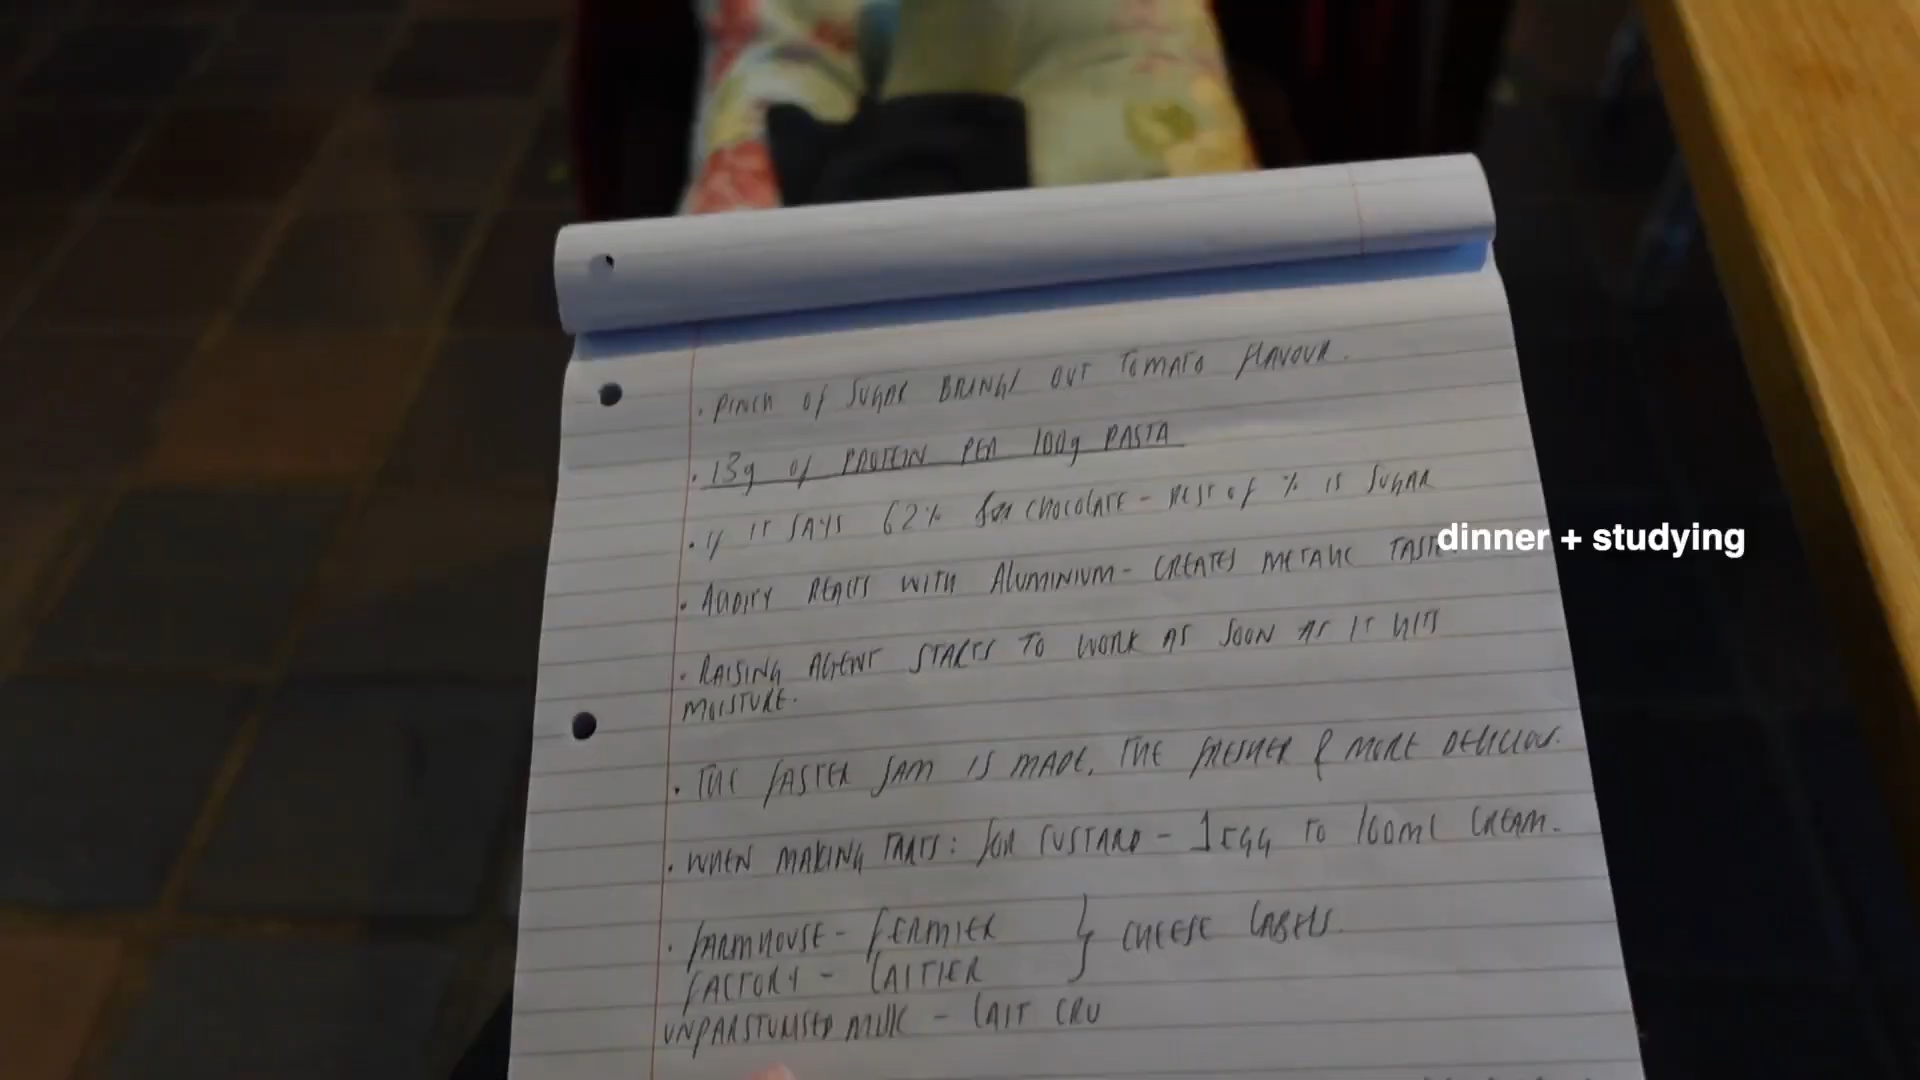 · PINCH OF SUGAR BRINGS OUT TOMATO FLAVOUR.
· 13g OF PROTEIN PER 100g PASTA
· IF IT SAYS 62% for CHOCOLATE - REST OF % IS SUGAR
dinner + studying
· ACIDITY REACTS WITH ALUMINIUM - CREATES METALIC TASTE
· RAISING AGENT STARTS TO WORK AS SOON AS IT HITS
MOISTURE.
· THE FASTER JAM IS MADE, THE FRESHER & MORE DELICIOUS.
· WHEN MAKING TARTS: FOR CUSTARD - 1 EGG TO 100ml CREAM.
· FARMHOUSE - FERMIER } CHEESE LABELS.
FACTORY - LAITIER
UNPARSTURISED MILK - LAIT CRU